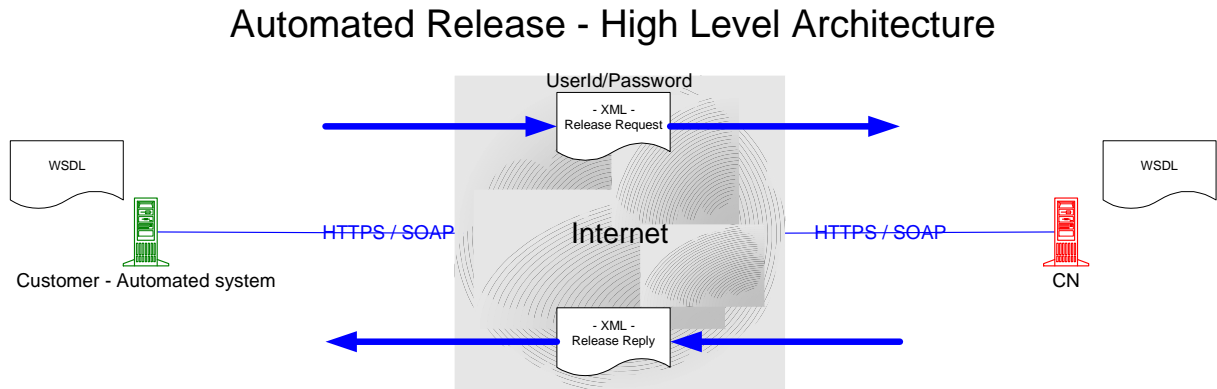 Automated Release - High Level Architecture
UserId/Password
- XML -
Release Request
WSDL
WSDL
HTTPS / SOAP
Internet
HTTPS / SOAP
Customer - Automated system
CN
- XML -
Release Reply